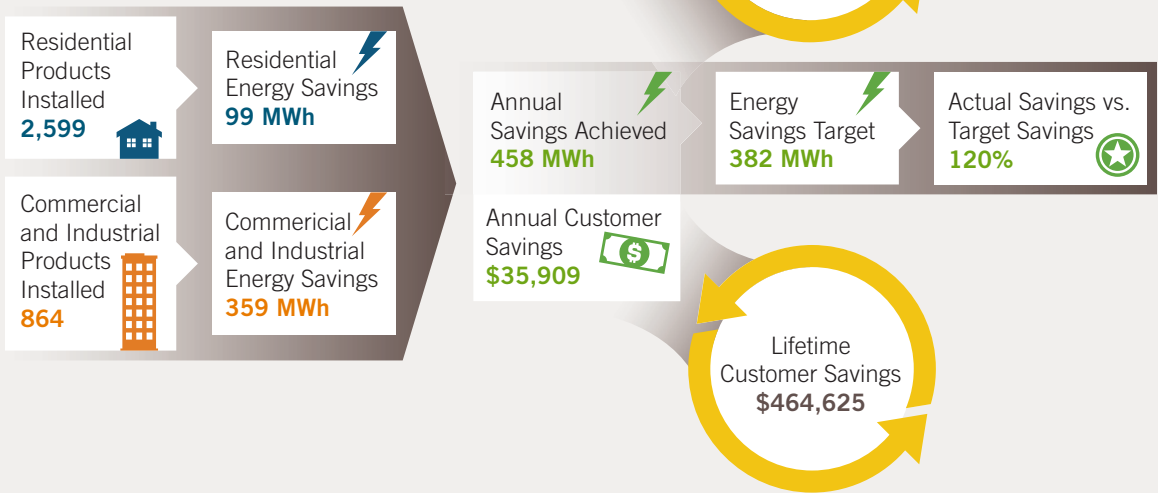 Residential
Products
Installed
2,599
Residential
Energy Savings
99 MWh
Commercial
and Industrial
Products
Installed
864
Commericial
and Industrial
Energy Savings
359 MWh
Annual
Savings Achieved
458 MWh
Energy
Savings Target
382 MWh
Actual Savings vs.
Target Savings
120%
Annual Customer
Savings
$35,909
$
Lifetime
Customer Savings
$464,625